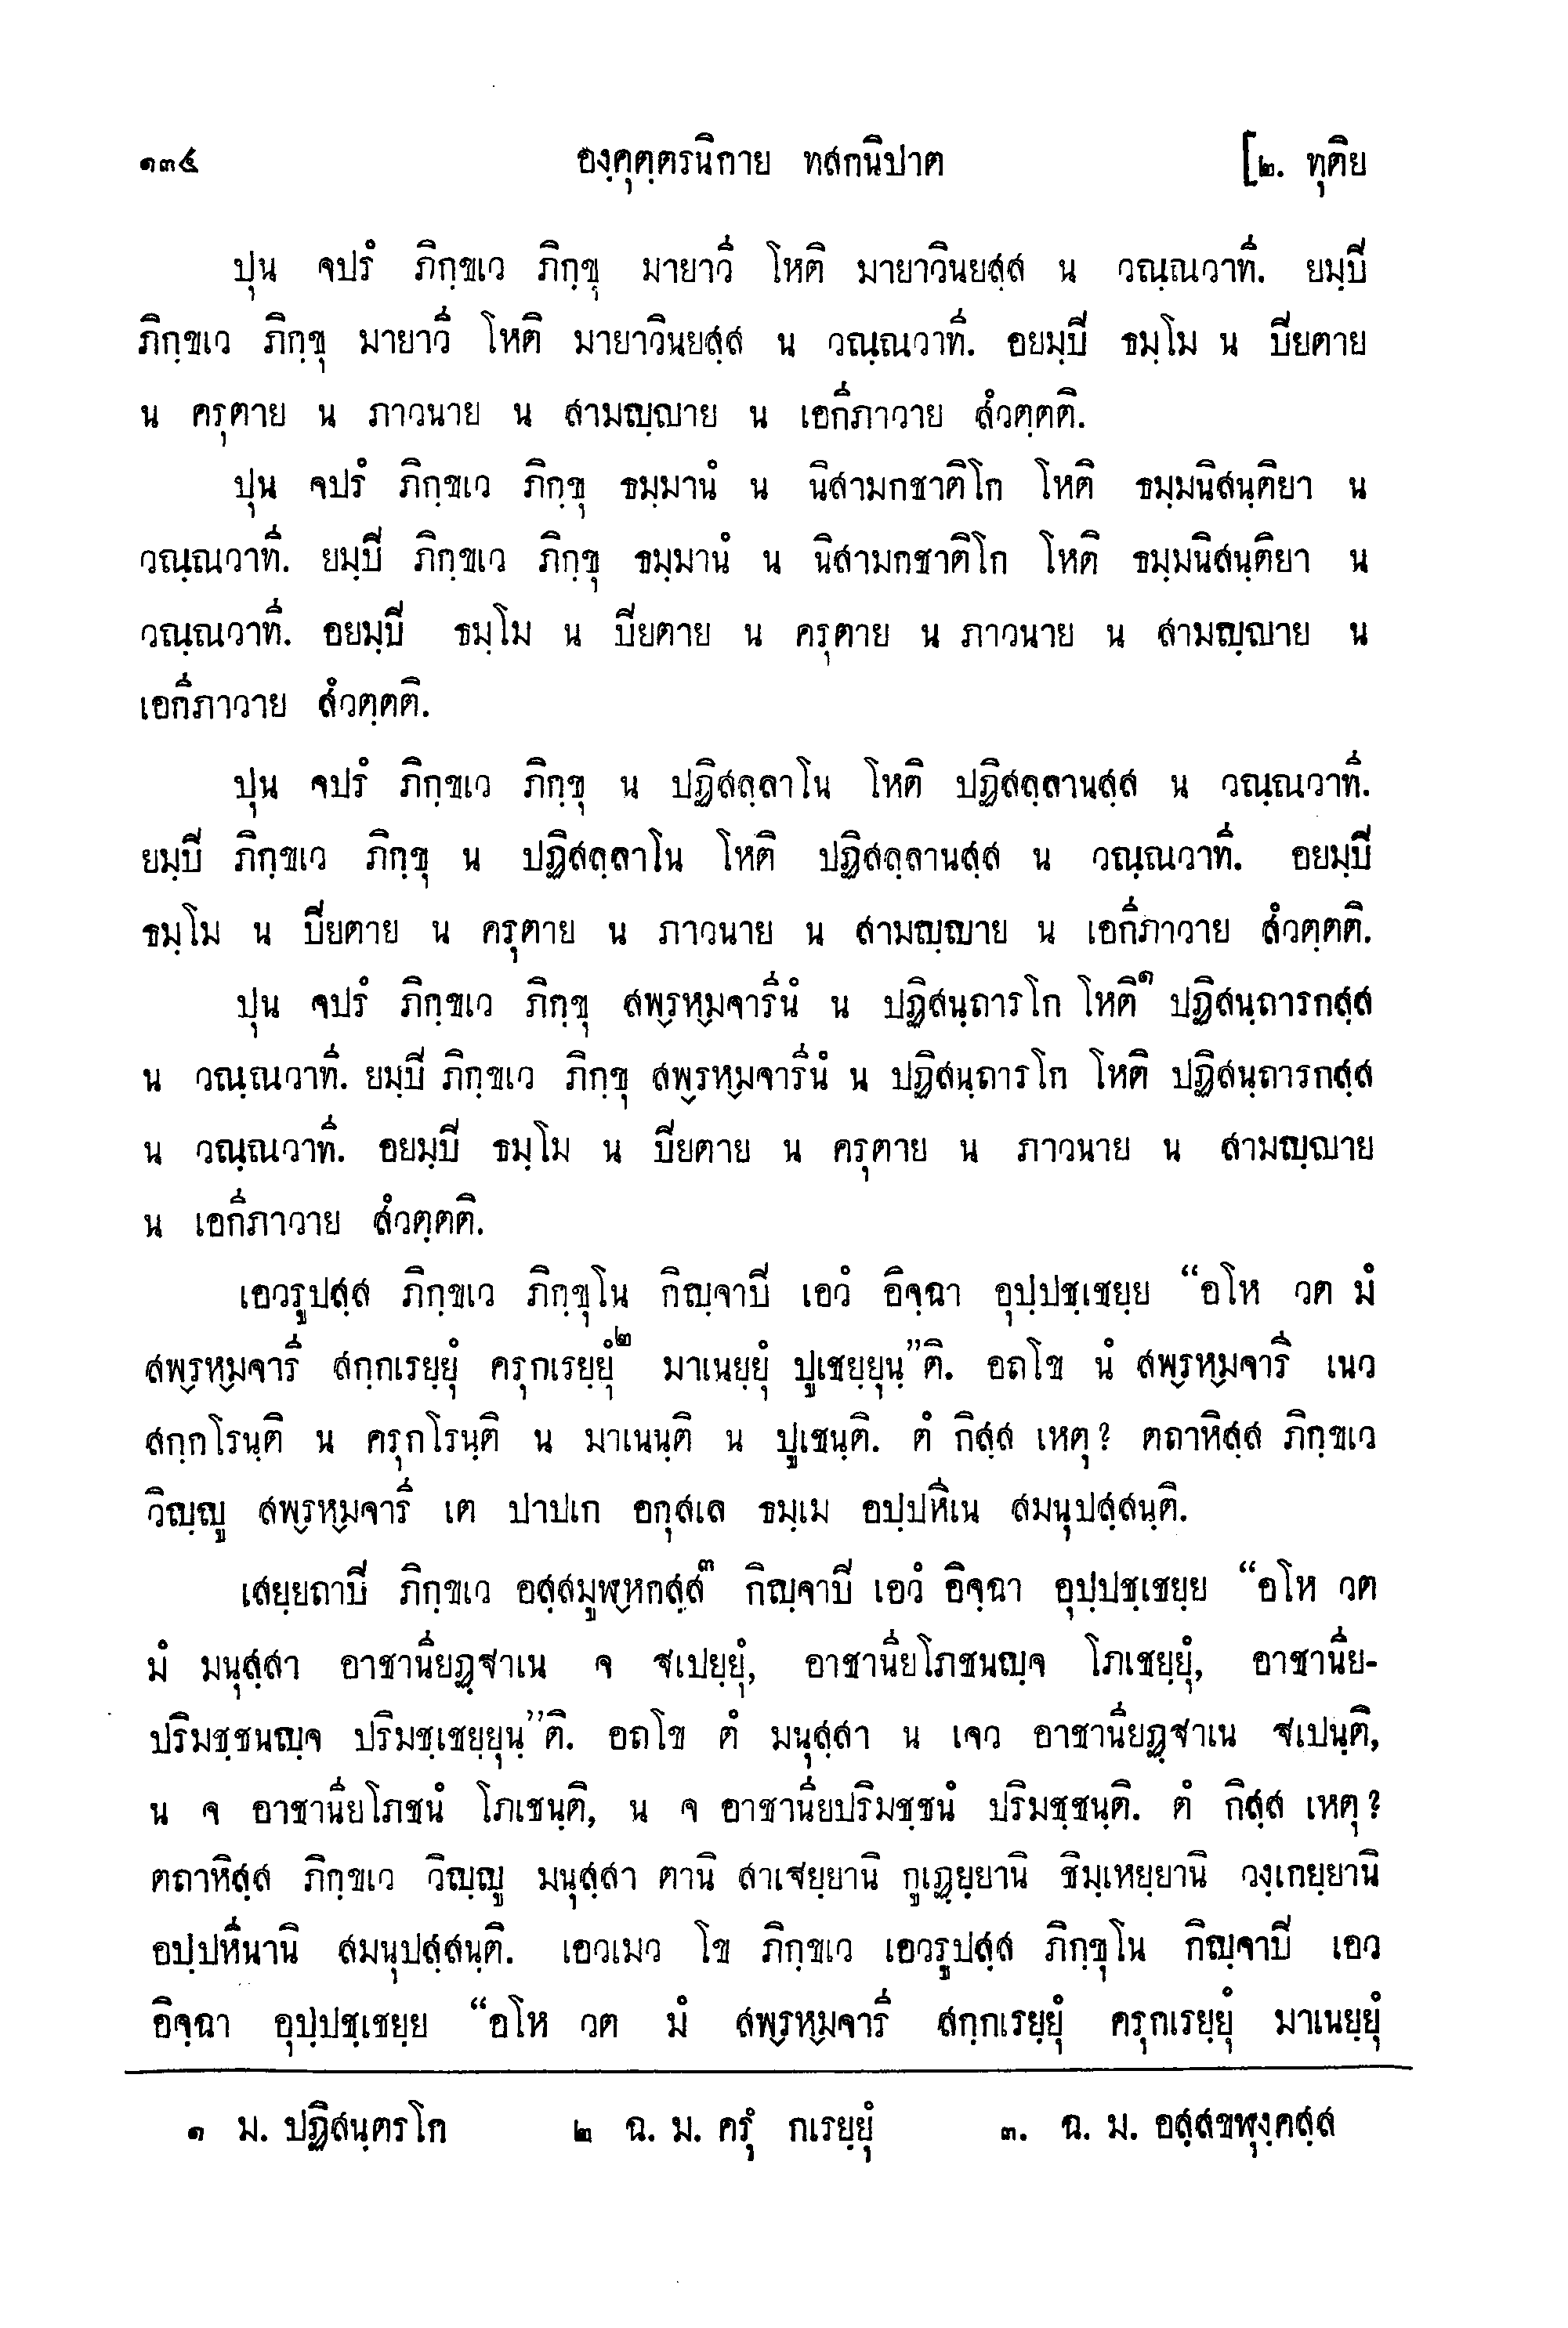 ๑๓๕ องฺคุตฺตรนิกาย ทสกนิปาต [๒. ทุติย
ปุน จปรํ ภิกฺขเว ภิกฺขุ มายาวี โหติ มายาวินยสฺส น วณฺณวาที. ยมฺปี
ภิกฺขเว ภิกฺขุ มายาวี โหติ มายาวินยสฺส น วณฺณวาที. อยมฺปี ธมฺโม น ปียตาย
น ครุตาย น ภาวนาย น สามญฺญาย น เอกีภาวาย สํวตฺตติ.
ปุน จปรํ ภิกฺขเว ภิกฺขุ ธมฺมานํ น นิสามกชาติโก โหติ ธมฺมนิสนฺติยา น
วณฺณวาที. ยมฺปี ภิกฺขเว ภิกฺขุ ธมฺมานํ น นิสามกชาติโก โหติ ธมฺมนิสนฺติยา น
วณฺณวาที. อยมฺปี ธมฺโม น ปียตาย น ครุตาย น ภาวนาย น สามญฺญาย น
เอกีภาวาย สํวตฺตติ.
ปุน จปรํ ภิกฺขเว ภิกฺขุ น ปฏิสลฺลาโน โหติ ปฏิสลฺลานสฺส น วณฺณวาที.
ยมฺปี ภิกฺขเว ภิกฺขุ น ปฏิสลฺลาโน โหติ ปฏิสลฺลานสฺส น วณฺณวาที. อยมฺปี
ธมฺโม น ปียตาย น ครุตาย น ภาวนาย น สามญฺญาย น เอกีภาวาย สํวตฺตติ.
ปุน จปรํ ภิกฺขเว ภิกฺขุ สพฺรหฺมจารีนํ น ปฏิสนฺถารโก โหติ๑ ปฏิสนฺถารกสฺส
น วณฺณวาที. ยมฺปี ภิกฺขเว ภิกฺขุ สพฺรหฺมจารีนํ น ปฏิสนฺถารโก โหติ ปฏิสนฺถารกสฺส
น วณฺณวาที. อยมฺปี ธมฺโม น ปียตาย น ครุตาย น ภาวนาย น สามญฺญาย
น เอกีภาวาย สํวตฺตติ.
เอวรูปสฺส ภิกฺขเว ภิกฺขุโน กิญฺจาปี เอวํ อิจฺฉา อุปฺปชฺเชยฺย “อโห วต มํ
สพฺรหฺมจารี สกฺกเรยฺยุํ ครุกเรยฺยุํ๒ มาเนยฺยุํ ปูเชยฺยุนฺ”ติ. อถโข นํ สพฺรหฺมจารี เนว
สกฺกโรนฺติ น ครุกโรนฺติ น มาเนนฺติ น ปูเชนฺติ. ตํ กิสฺส เหตุ? ตถาหิสฺส ภิกฺขเว
วิญฺญู สพฺรหฺมจารี เต ปาปเก อกุสเล ธมฺเม อปฺปหีเน สมนุปสฺสนฺติ.
เสยฺยถาปี ภิกฺขเว อสฺสมูฬฺหกสฺส๓ กิญฺจาปี เอวํ อิจฺฉา อุปฺปชฺเชยฺย “อโห วต
มํ มนุสฺสา อาชานียฏฺฐาเน จ ฐเปยฺยุํ, อาชานียโภชนญฺจ โภเชยฺยุํ, อาชานีย-
ปริมชฺชนญฺจ ปริมชฺเชยฺยุนฺ”ติ. อถโข ตํ มนุสฺสา น เจว อาชานียฏฺฐาเน ฐเปนฺติ,
น จ อาชานียโภชนํ โภเชนฺติ, น จ อาชานียปริมชฺชนํ ปริมชฺชนฺติ. ตํ กิสฺส เหตุ?
ตถาหิสฺส ภิกฺขเว วิญฺญู มนุสฺสา ตานิ สาเฐยฺยานิ กูเฏยฺยานิ ชิมฺเหยฺยานิ วงฺเกยฺยานิ
อปฺปหีนานิ สมนุปสฺสนฺติ. เอวเมว โข ภิกฺขเว เอวรูปสฺส ภิกฺขุโน กิญฺจาปี เอว
อิจฺฉา อุปฺปชฺเชยฺย “อโห วต มํ สพฺรหฺมจารี สกฺกเรยฺยุํ ครุกเรยฺยุํ มาเนยฺยุํ
๑ ม. ปฏิสนฺตรโก ๒ ฉ. ม. ครุํ กเรยฺยุํ ๓. ฉ. ม. อสฺสขฬุงฺคสฺส